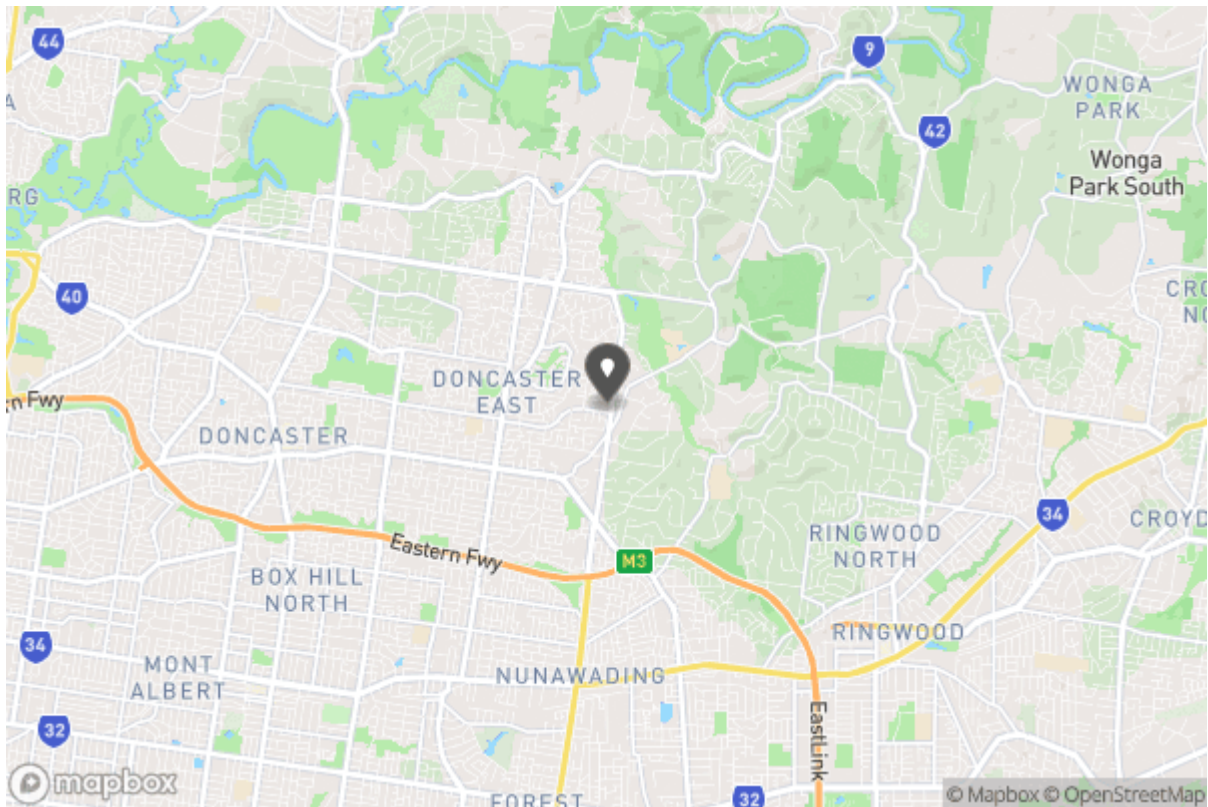 44
9
WONGA
PARK
42
Wonga
Park South
RG
CRO
NO
40
DONCASTER
EAST
rn Fwy
DONCASTER
34
RINGWOOD
NORTH
CROYD
Eastern Fwy
M3
BOX HILL
NORTH
RINGWOOD
34
MONT
ALBERT
NUNAWADING
EastLink
32
mapbox
FOREST
32
© Mapbox © OpenStreetMap